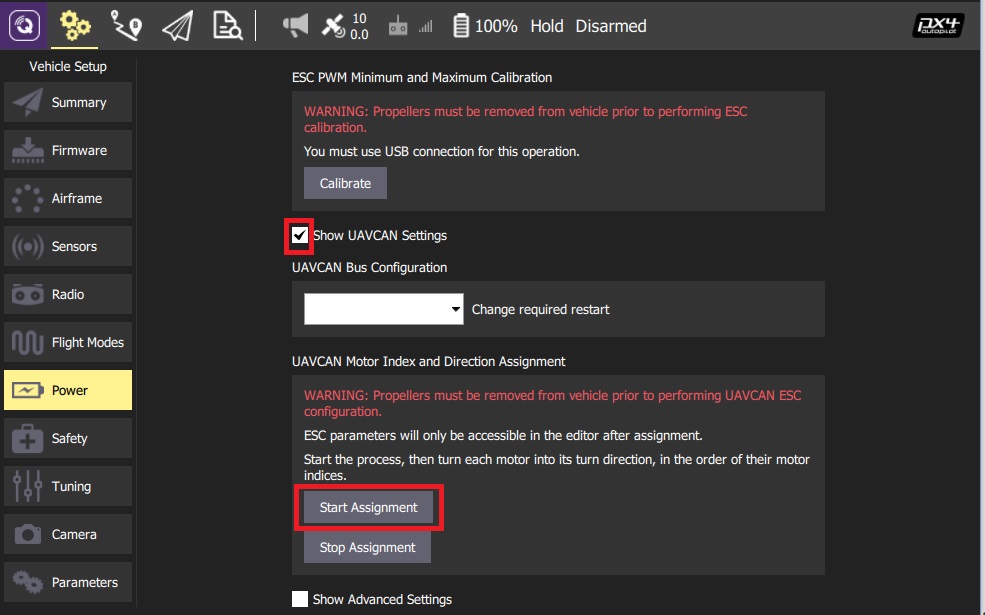 10
0.0
100% Hold Disarmed
PX4
autopilot
Vehicle Setup
Summary
Firmware
Airframe
Sensors
Radio
Flight Modes
Power
Safety
Tuning
Camera
Parameters
ESC PWM Minimum and Maximum Calibration
WARNING: Propellers must be removed from vehicle prior to performing ESC
calibration.
You must use USB connection for this operation.
Calibrate
Show UAVCAN Settings
UAVCAN Bus Configuration
Change required restart
UAVCAN Motor Index and Direction Assignment
WARNING: Propellers must be removed from vehicle prior to performing UAVCAN ESC
configuration.
ESC parameters will only be accessible in the editor after assignment.
Start the process, then turn each motor into its turn direction, in the order of their motor
indices.
Start Assignment
Stop Assignment
Show Advanced Settings